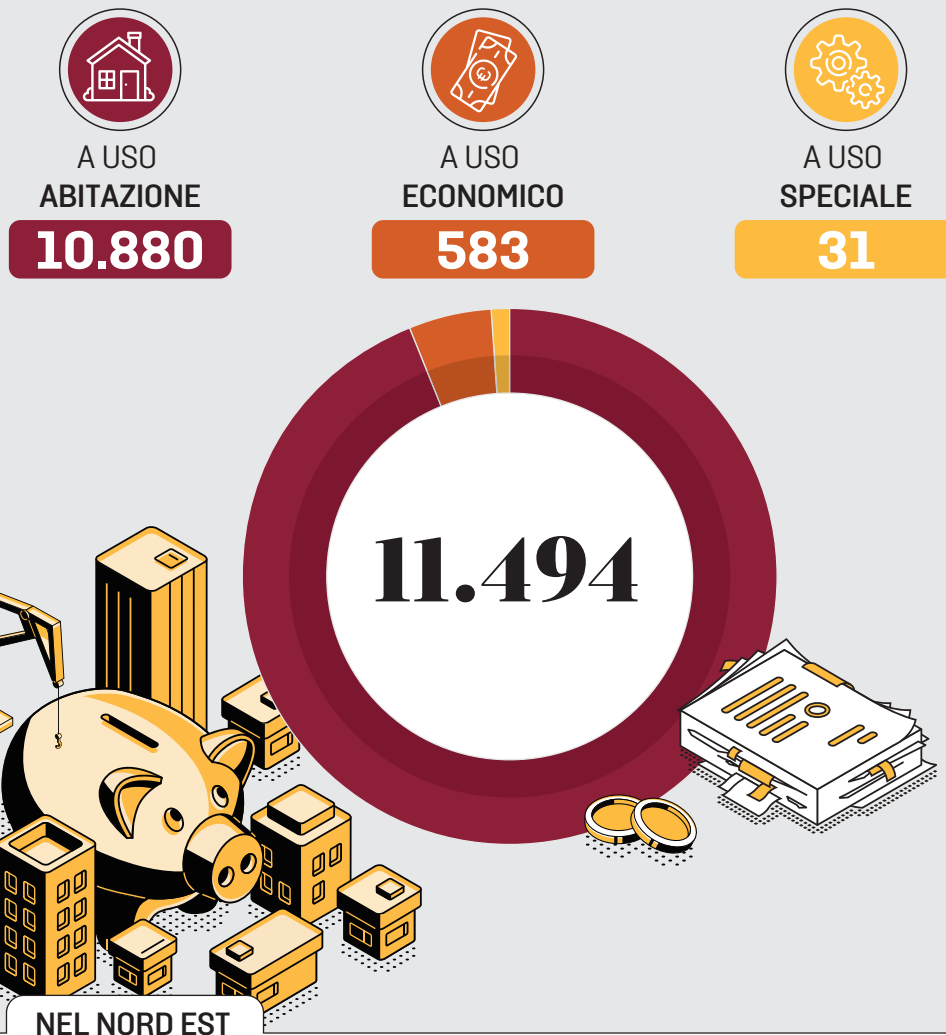 A USO
ABITAZIONE
10.880
A USO
ECONOMICO
583
A USO
SPECIALE
31
11.494
NEL NORD EST